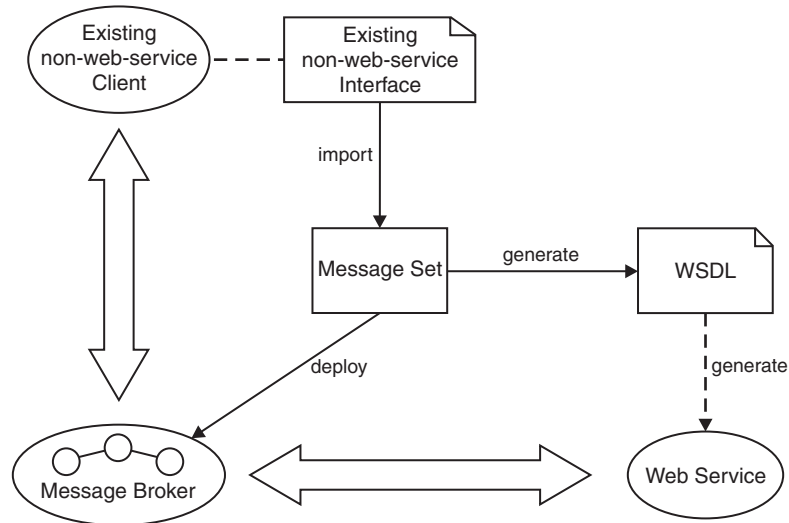 Existing
non-web-service
Client
Existing
non-web-service
Interface
import
Message Set
generate
WSDL
deploy
generate
Message Broker
Web Service